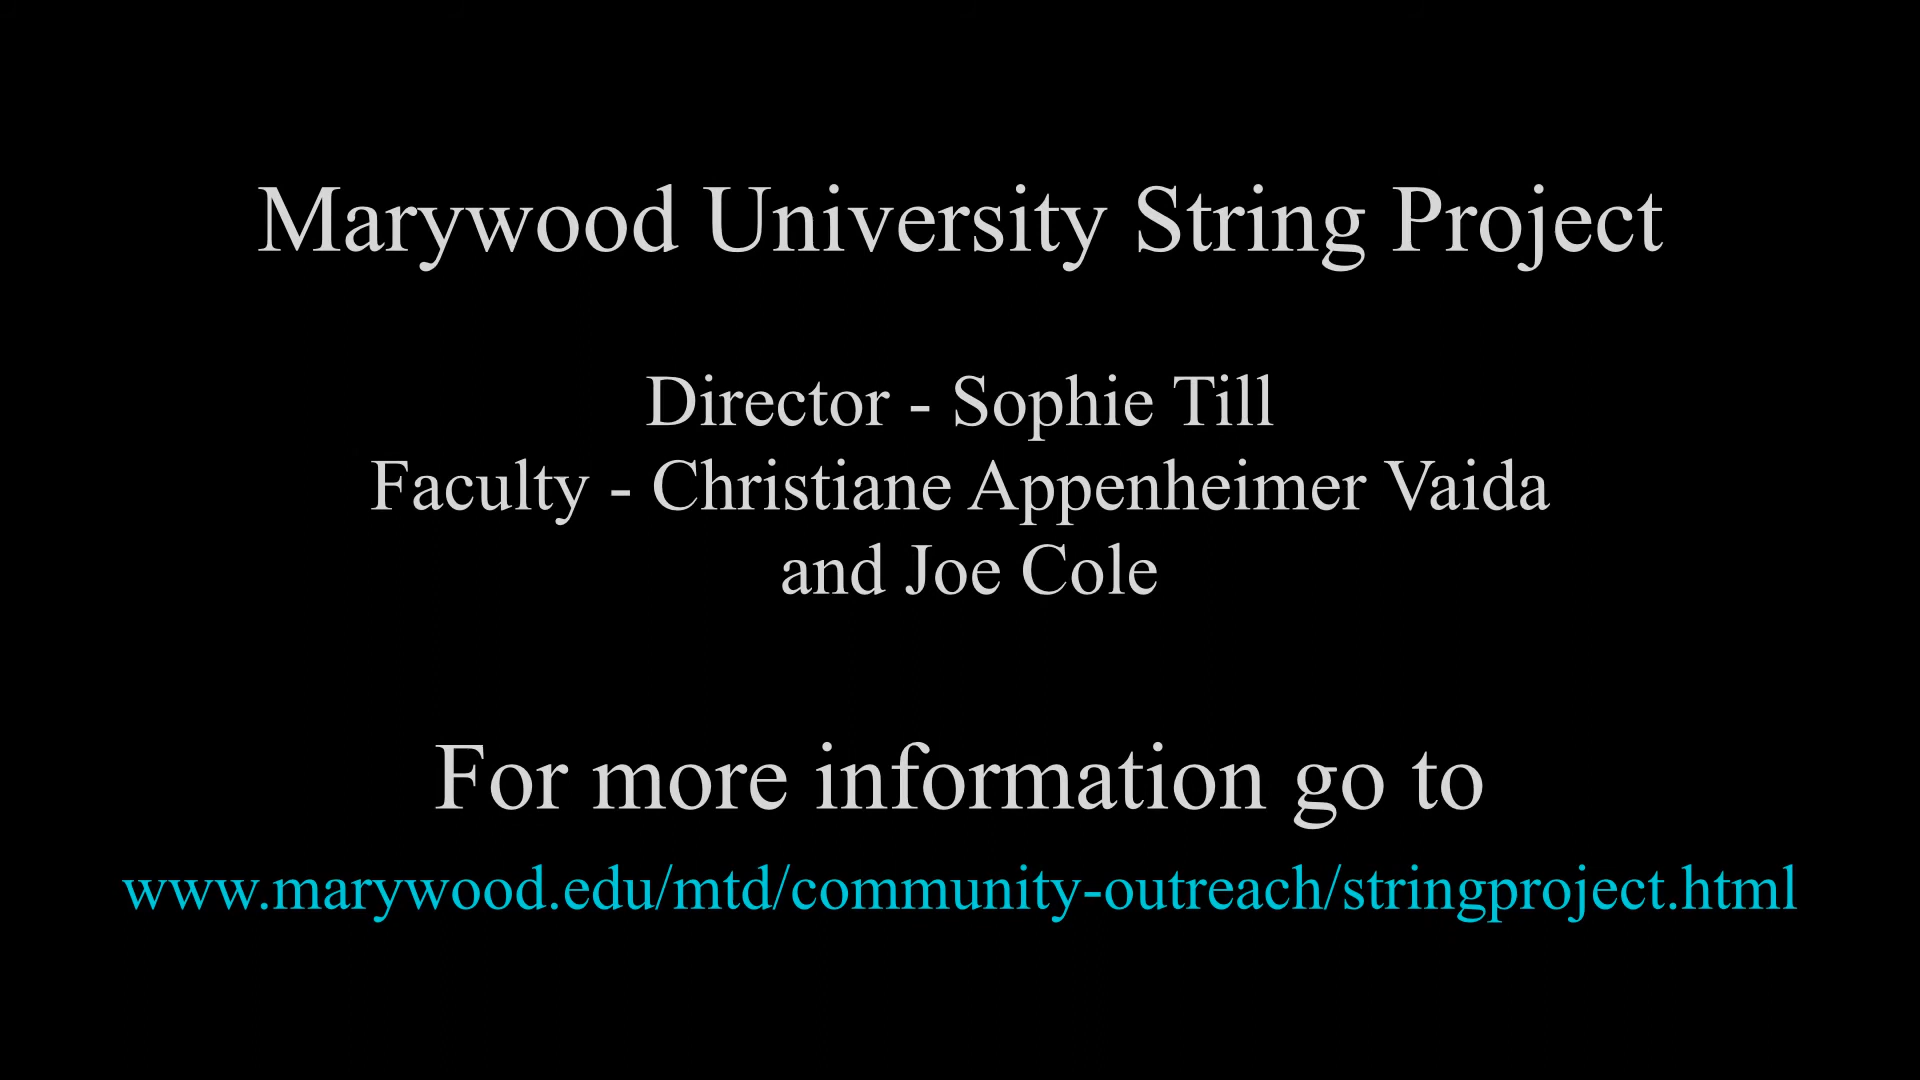 Marywood University String Project
Director - Sophie Till
Faculty - Christiane Appenheimer Vaida
and Joe Cole
For more information go to
www.marywood.edu/mtd/community-outreach/stringproject.html